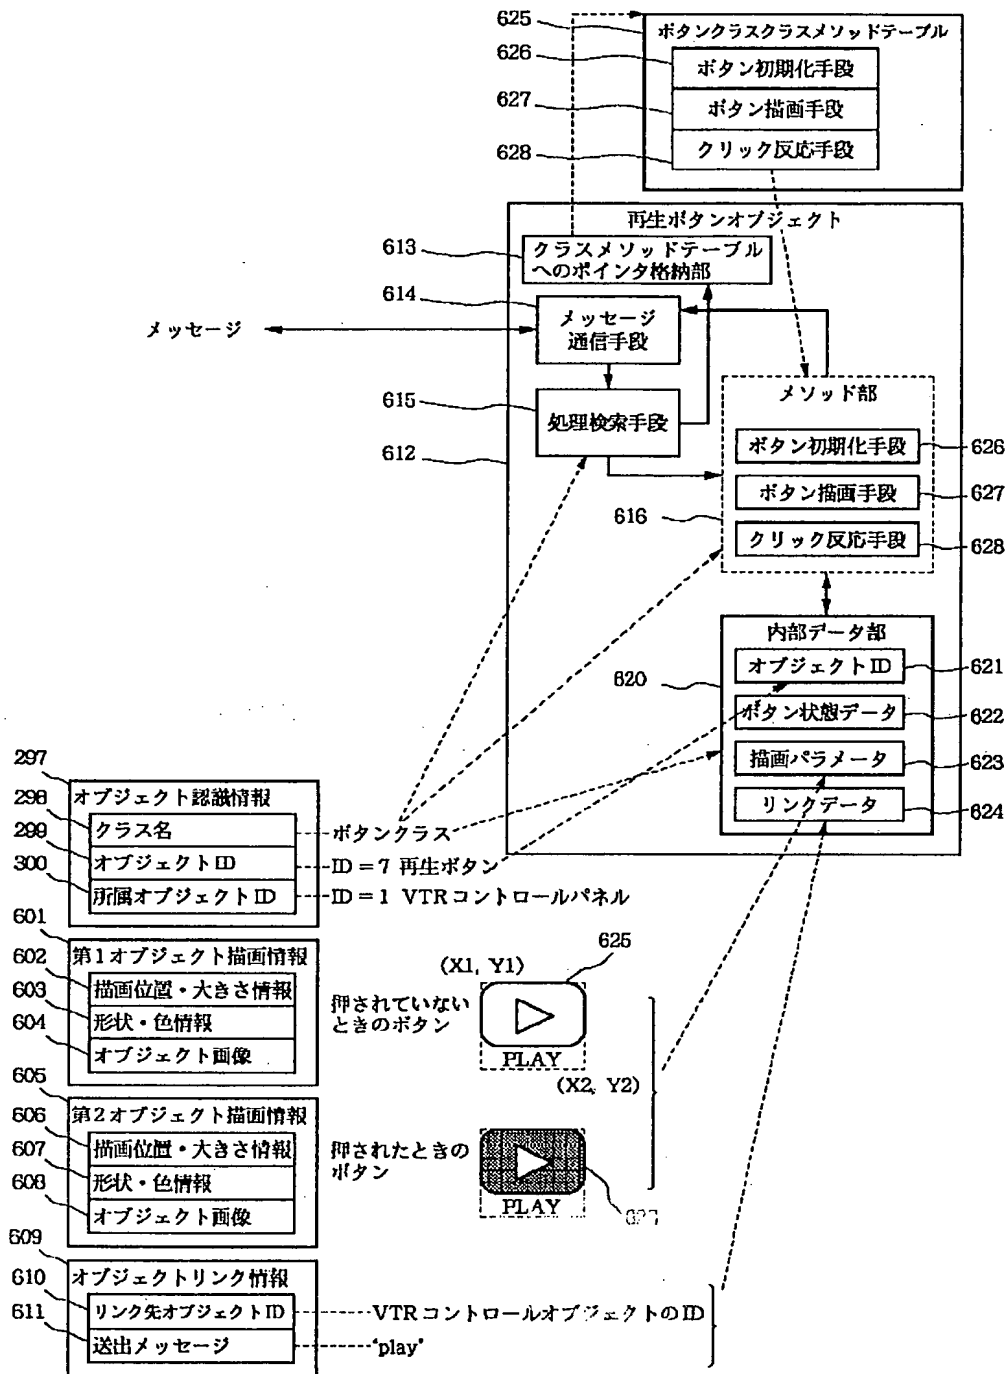 625
ボタンクラスクラスメソッドテーブル
626
ボタン初期化手段
627
ボタン描画手段
628
クリック反応手段
再生ボタンオブジェクト
613
クラスメソッドテーブル
へのポインタ格納部
614
メッセージ
メッセージ
通信手段
メソッド部
615
処理検索手段
612
ボタン初期化手段
626
ボタン描画手段
627
616
クリック反応手段
628
内部データ部
オブジェクトID
621
620
ボタン状態データ
622
描画パラメータ
623
リンクデータ
624
297
オブジェクト認識情報
298
クラス名
ボタンクラス
299
オブジェクトID
ID=7 再生ボタン
300
所属オブジェクトID
ID=1 VTRコントロールパネル
601
第1オブジェクト描画情報
602
描画位置・大きさ情報
603
形状・色情報
604
オブジェクト画像
押されていない
ときのボタン
(X1, Y1)
625
PLAY
(X2, Y2)
605
第2オブジェクト描画情報
606
描画位置・大きさ情報
607
形状・色情報
608
オブジェクト画像
押されたときの
ボタン
PLAY
609
オブジェクトリンク情報
610
リンク先オブジェクトID
VTRコントロールオブジェクトのID
611
送出メッセージ
‘play’